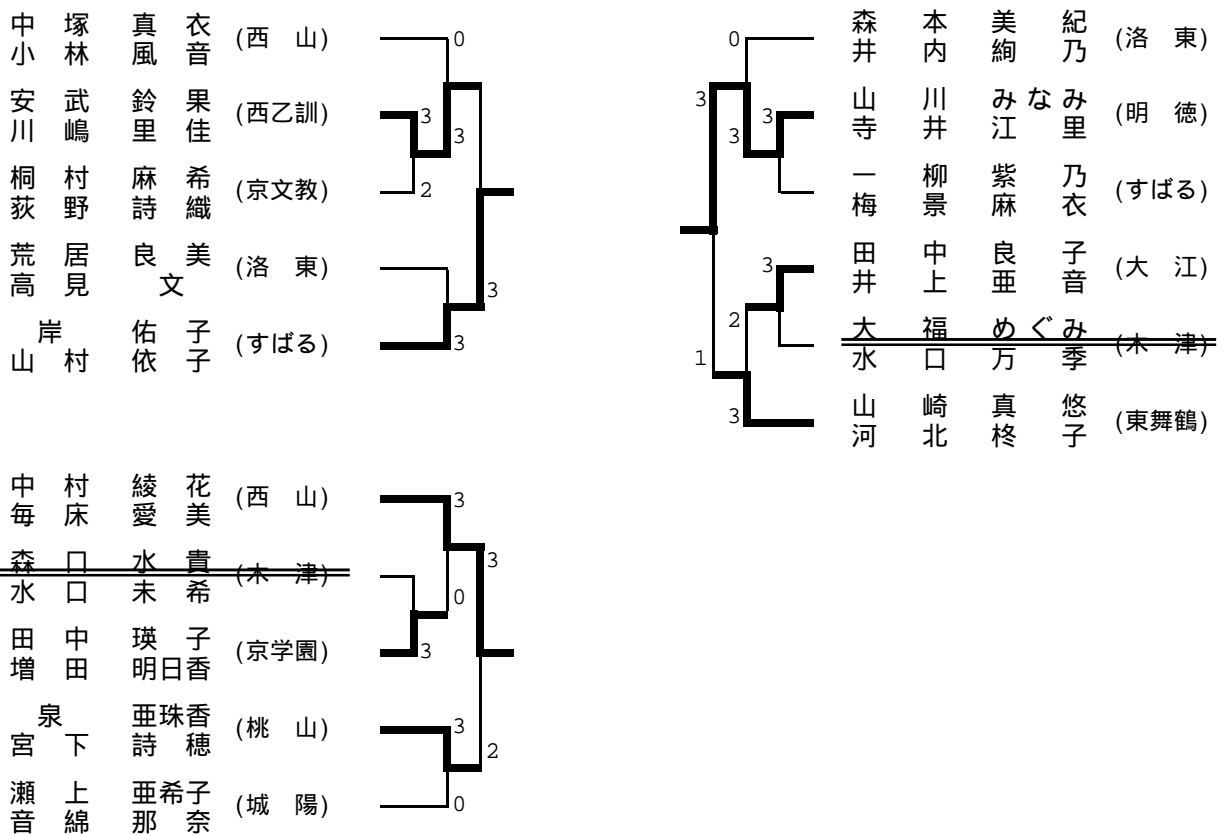 中塚真衣
小林風音
(西山)
0
安武鈴果
川嶋里佳
(西乙訓)
3
3
桐村麻希
荻野詩織
(京文教)
2
荒居良美
高見文
(洛東)
3
岸佑子
山村依子
(すばる)
3
森本美紀
井内絢乃
(洛東)
0
3
山川みなみ
寺井江里
(明徳)
3
3
一柳紫乃
梅景麻衣
(すばる)
田中良子
井上亜音
(大江)
3
2
大福めぐみ
水口万季
(木津)
1
山崎真悠
河北柊子
(東舞鶴)
3
中村綾花
毎床愛美
(西山)
3
3
森口水貴
水口未希
(木津)
0
田中瑛子
増田明日香
(京学園)
3
泉亜珠香
宮下詩穂
(桃山)
3
2
瀬上亜希子
音綿那奈
(城陽)
0